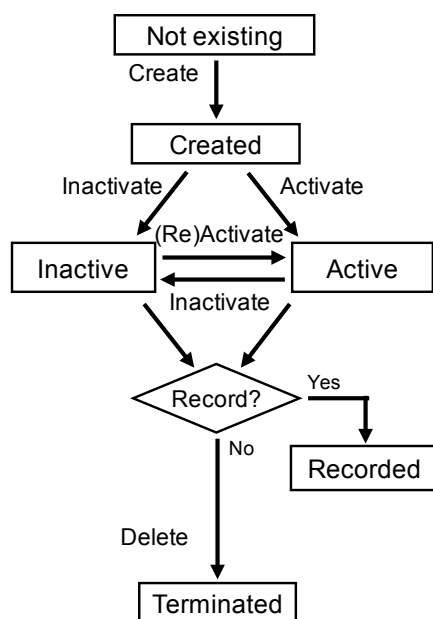 Not existing
Create
Created
Inactivate
Activate
(Re)Activate
Inactive
Active
Inactivate
Record?
Yes
No
Recorded
Delete
Terminated